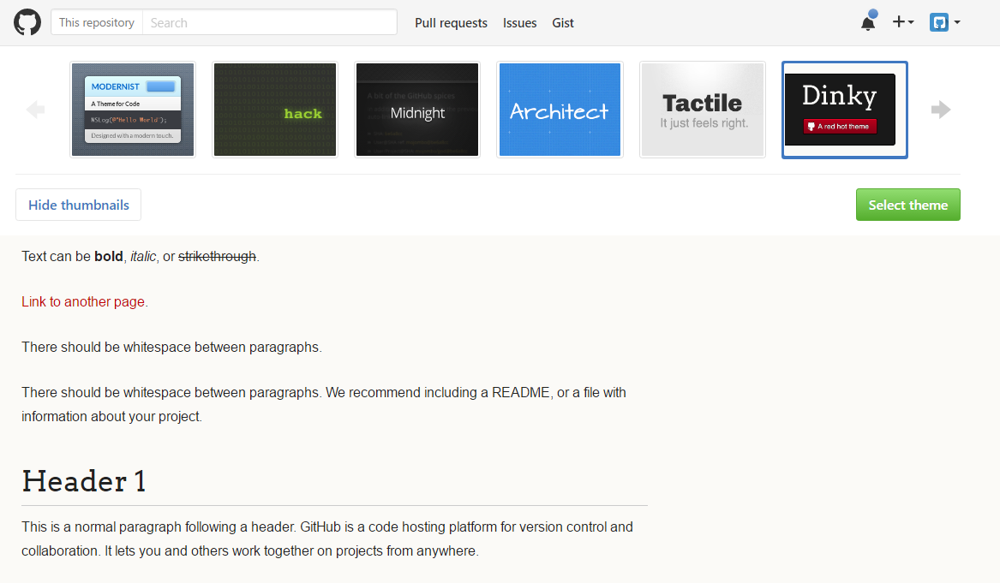 This repository Search Pull requests Issues Gist
MODERNIST
A Theme for Code
NSLog(@"Hello World");
Designed with a modern touch.
hack
A bit of the GitHub spices
Midnight
Architect
Tactile
It just feels right.
Dinky
A red hot theme
Hide thumbnails
Select theme
Text can be bold, italic, or strikethrough.
Link to another page.
There should be whitespace between paragraphs.
There should be whitespace between paragraphs. We recommend including a README, or a file with
information about your project.
Header 1
This is a normal paragraph following a header. GitHub is a code hosting platform for version control and
collaboration. It lets you and others work together on projects from anywhere.